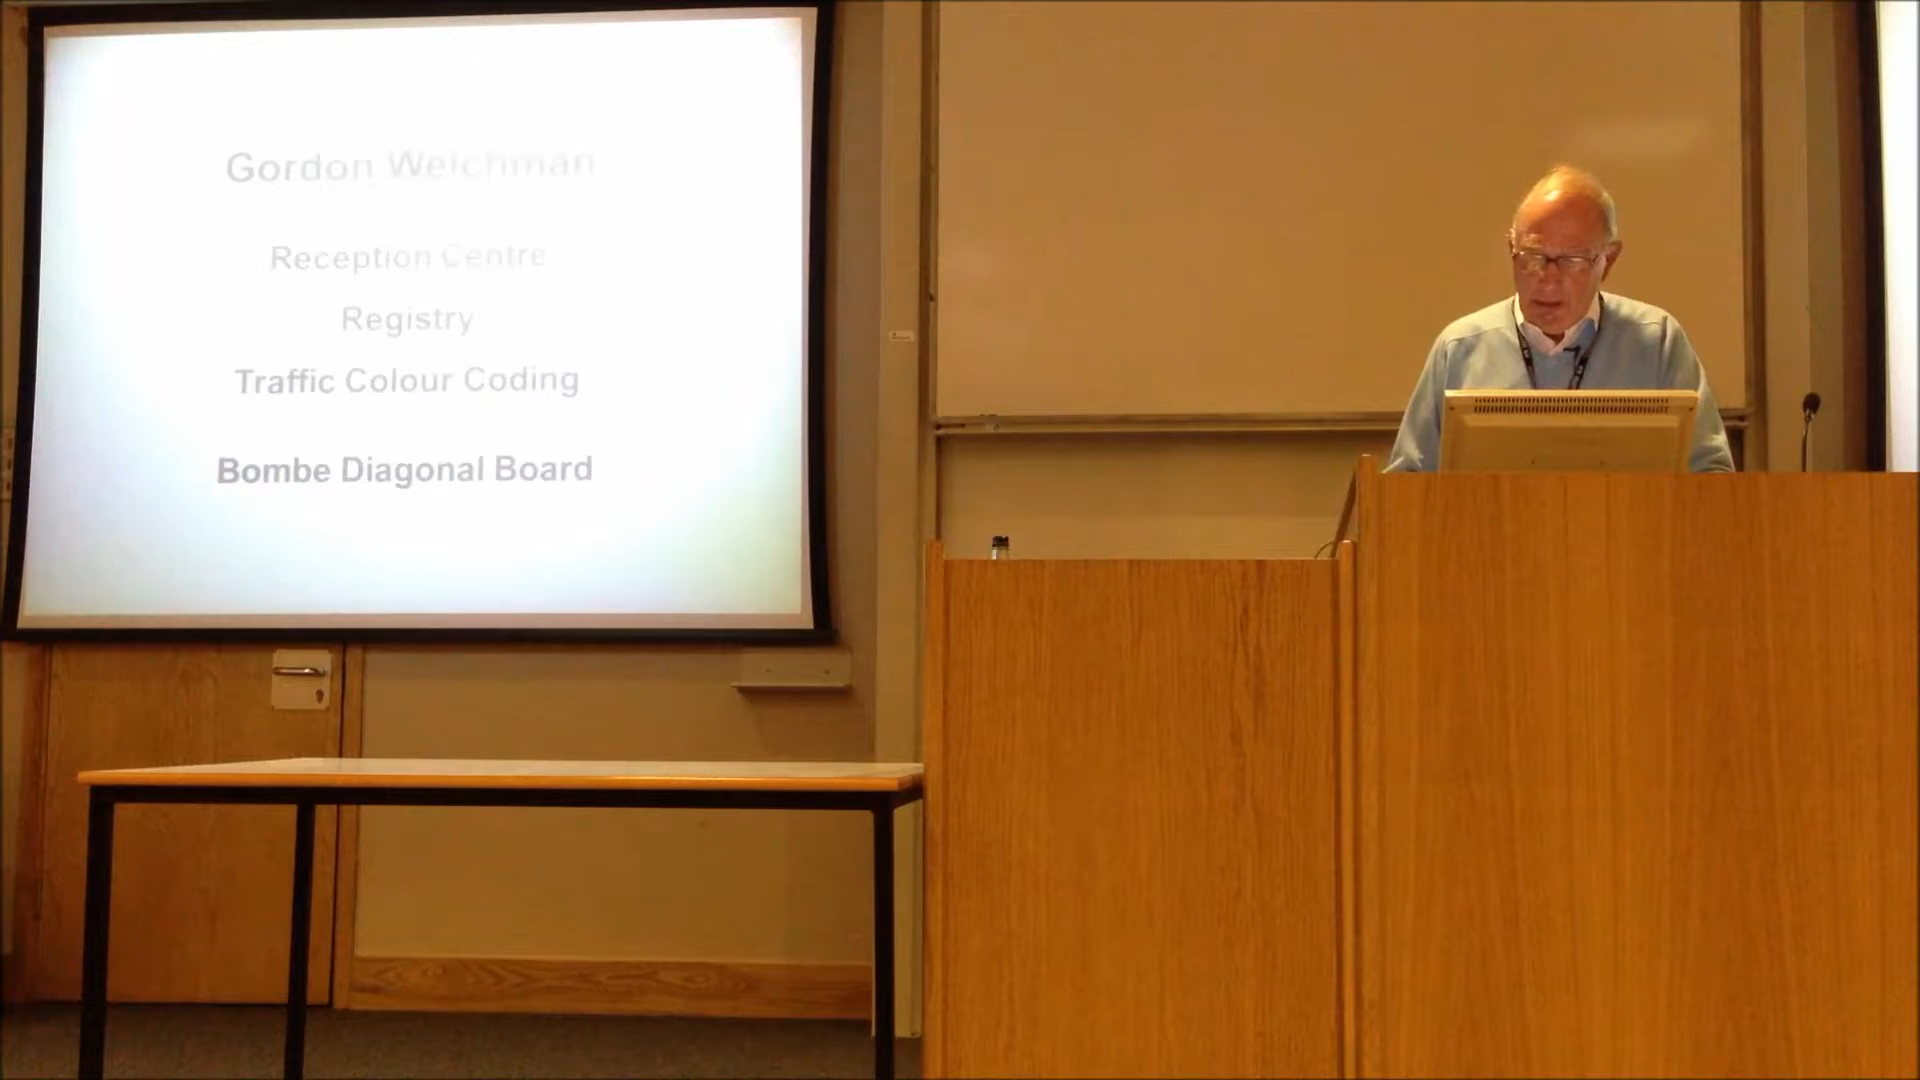 Gordon Welchman
Reception Centre
Registry
Traffic Colour Coding
Bombe Diagonal Board